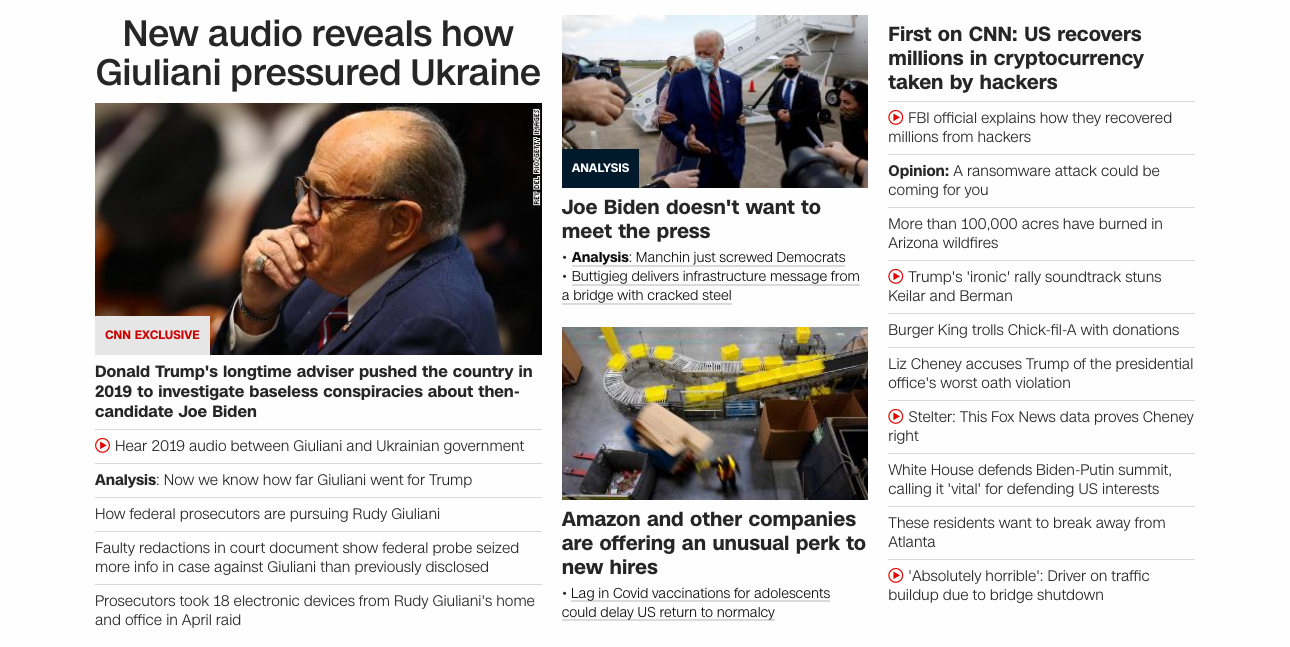 New audio reveals how
Giuliani pressured Ukraine
REY DEL RIO/GETTY IMAGES
CNN EXCLUSIVE
Donald Trump's longtime adviser pushed the country in
2019 to investigate baseless conspiracies about then-
candidate Joe Biden
Hear 2019 audio between Giuliani and Ukrainian government
Analysis: Now we know how far Giuliani went for Trump
How federal prosecutors are pursuing Rudy Giuliani
Faulty redactions in court document show federal probe seized
more info in case against Giuliani than previously disclosed
Prosecutors took 18 electronic devices from Rudy Giuliani's home
and office in April raid
ANALYSIS
Joe Biden doesn't want to
meet the press
• Analysis: Manchin just screwed Democrats
• Buttigieg delivers infrastructure message from
a bridge with cracked steel
Amazon and other companies
are offering an unusual perk to
new hires
• Lag in Covid vaccinations for adolescents
could delay US return to normalcy
First on CNN: US recovers
millions in cryptocurrency
taken by hackers
FBI official explains how they recovered
millions from hackers
Opinion: A ransomware attack could be
coming for you
More than 100,000 acres have burned in
Arizona wildfires
Trump's 'ironic' rally soundtrack stuns
Keilar and Berman
Burger King trolls Chick-fil-A with donations
Liz Cheney accuses Trump of the presidential
office's worst oath violation
Stelter: This Fox News data proves Cheney
right
White House defends Biden-Putin summit,
calling it 'vital' for defending US interests
These residents want to break away from
Atlanta
'Absolutely horrible': Driver on traffic
buildup due to bridge shutdown